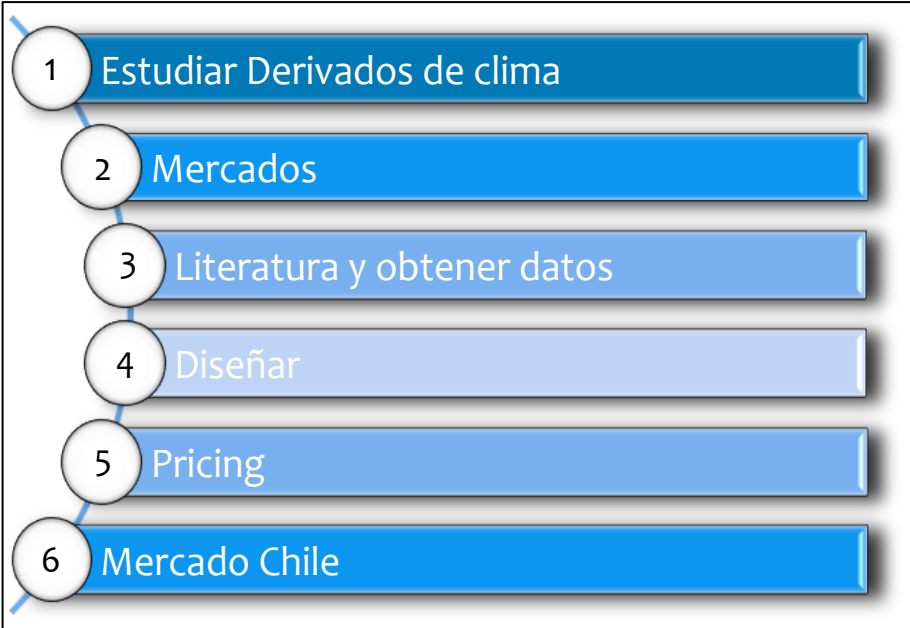 1 Estudiar Derivados de clima
2 Mercados
3 Literatura y obtener datos
4 Diseñar
5 Pricing
6 Mercado Chile